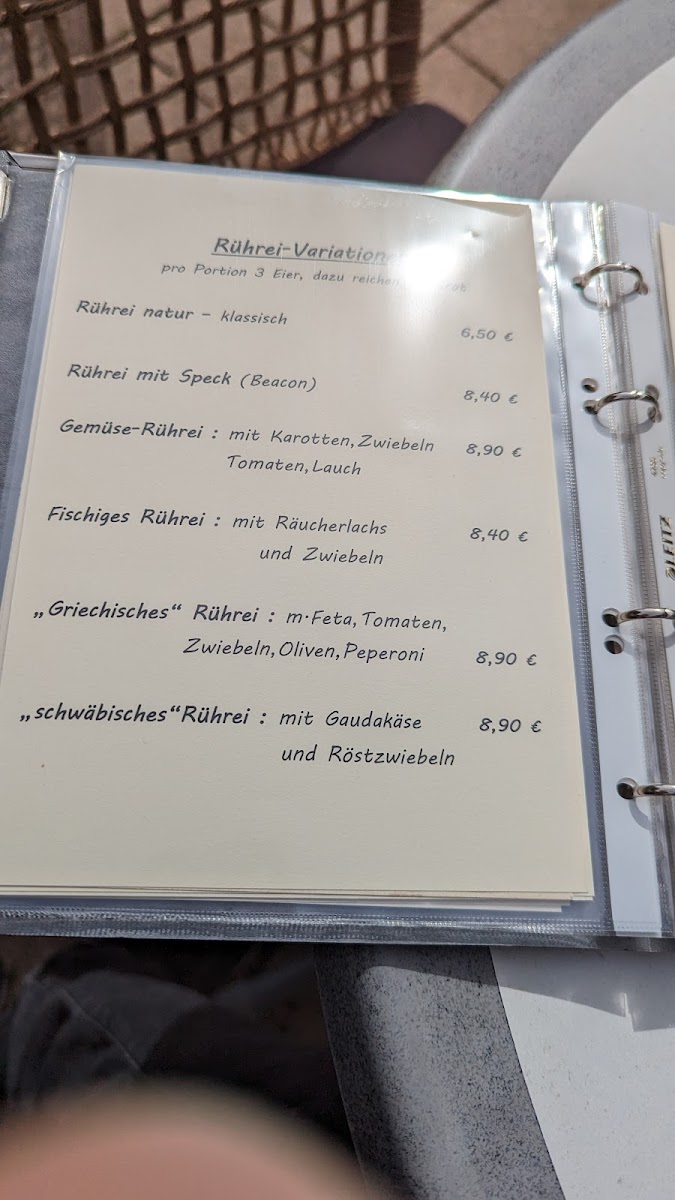 Rührei-Variatione
pro Portion 3 Eier, dazu reichen
Rührei natur - klassisch 6,50 €
Rührei mit Speck (Beacon) 8,40 €
Gemüse-Rührei : mit Karotten, Zwiebeln 8,90 €
Tomaten, Lauch
Fischiges Rührei : mit Räucherlachs 8,40 €
und Zwiebeln
„Griechisches“ Rührei : m. Feta, Tomaten,
Zwiebeln, Oliven, Peperoni 8,90 €
„schwäbisches“ Rührei : mit Gaudakäse 8,90 €
und Röstzwiebeln